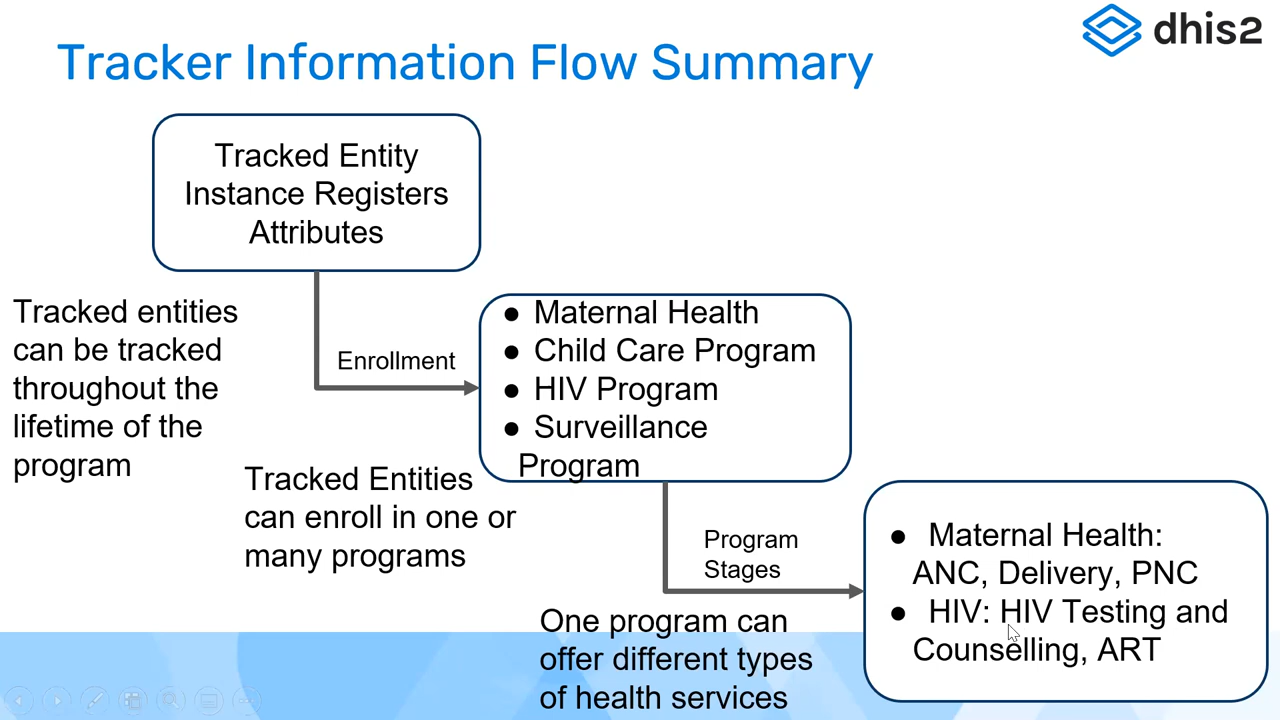 dhis2
Tracker Information Flow Summary
Tracked Entity
Instance Registers
Attributes
Tracked entities
can be tracked
throughout the
lifetime of the
program
Enrollment
● Maternal Health
● Child Care Program
● HIV Program
● Surveillance
Program
Tracked Entities
can enroll in one or
many programs
Program
Stages
● Maternal Health:
ANC, Delivery, PNC
● HIV: HIV Testing and
Counselling, ART
One program can
offer different types
of health services